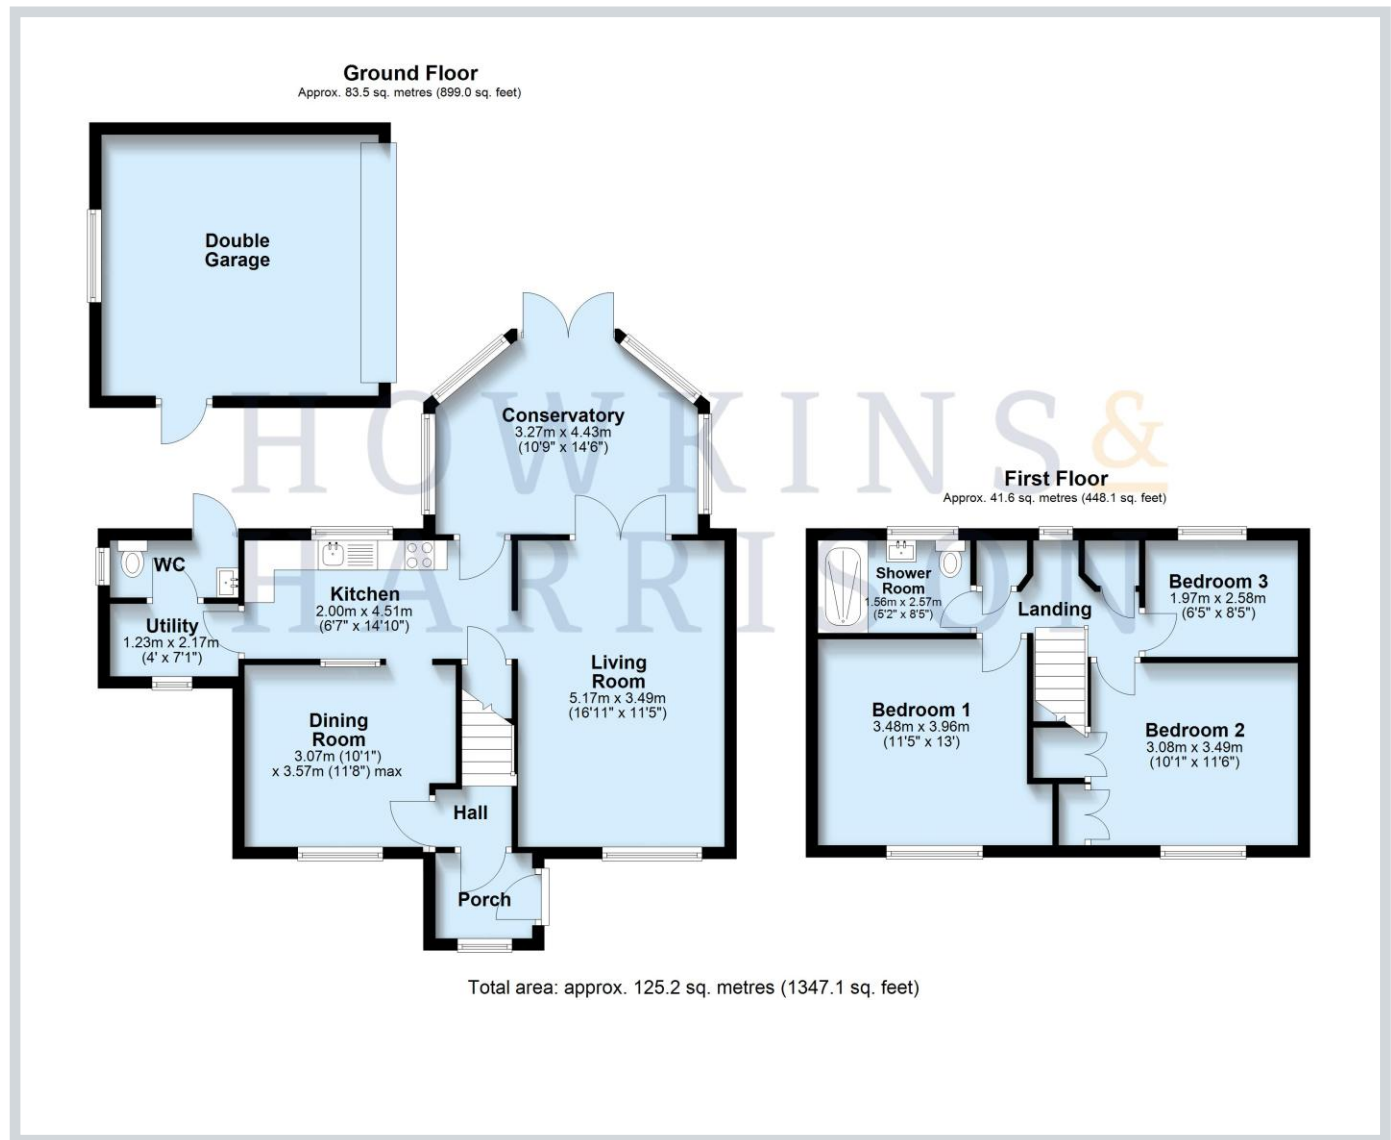 Ground Floor
Approx. 83.5 sq. metres (899.0 sq. feet)
Double
Garage
Conservatory
3.27m x 4.43m
(10'9" x 14'6")
HOWKINS &
HARRISON
First Floor
Approx. 41.6 sq. metres (448.1 sq. feet)
WC
Kitchen
2.00m x 4.51m
(6'7" x 14'10")
Utility
1.23m x 2.17m
(4' x 7'1")
Living
Room
5.17m x 3.49m
(16'11" x 11'5")
Dining
Room
3.07m (10'1")
x 3.57m (11'8") max
Hall
Porch
Shower
Room
1.56m x 2.57m
(5'2" x 8'5")
Landing
Bedroom 3
1.97m x 2.58m
(6'5" x 8'5")
Bedroom 1
3.48m x 3.96m
(11'5" x 13')
Bedroom 2
3.08m x 3.49m
(10'1" x 11'6")
Total area: approx. 125.2 sq. metres (1347.1 sq. feet)